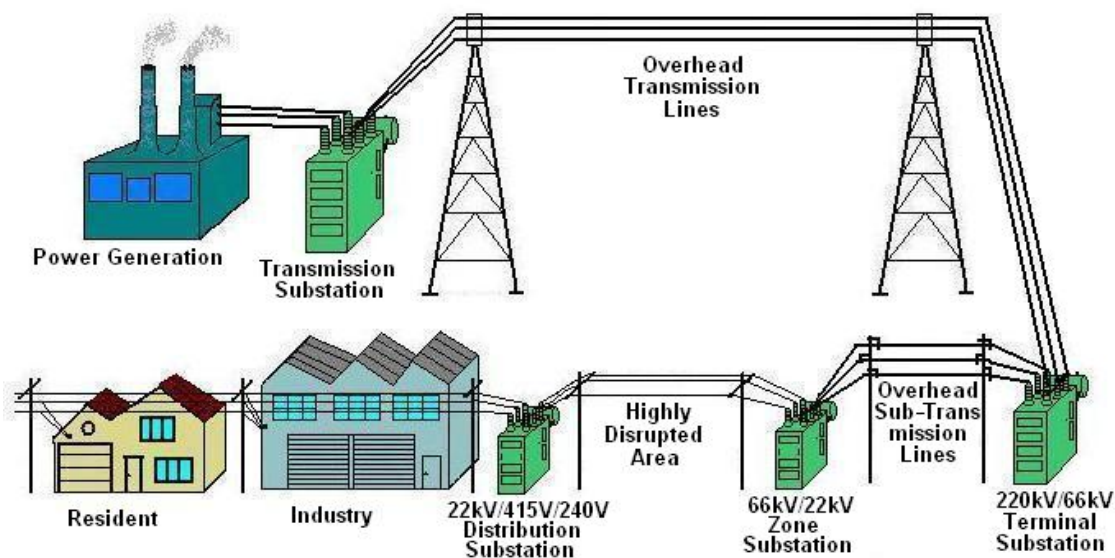 Overhead
Transmission
Lines
Power Generation
Transmission
Substation
Highly
Disrupted
Area
Overhead
Sub-Trans
mission
Lines
Resident
Industry
22kV/415V/240V
Distribution
Substation
66kV/22kV
Zone
Substation
220kV/66kV
Terminal
Substation